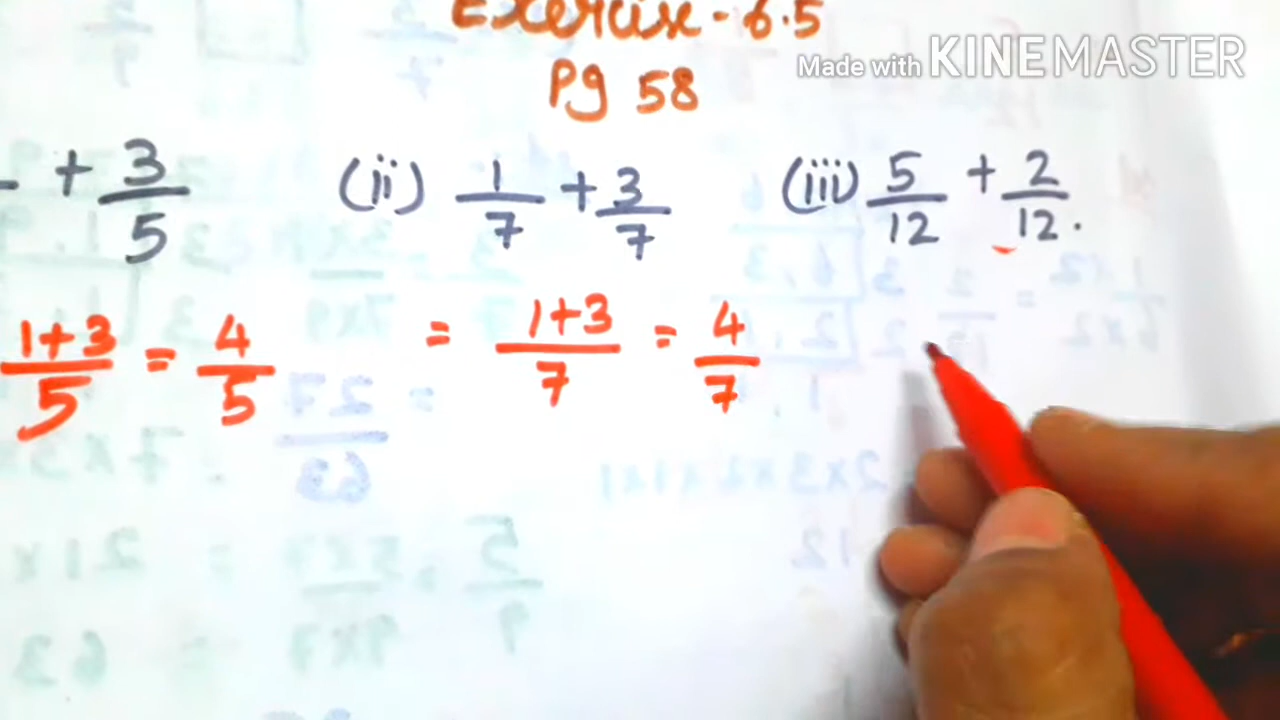 Exercise - 6.5
Made with KINEMASTER
Pg 58
+ 3/5 (ii) 1/7 + 3/7 (iii) 5/12 + 2/12.
1+3/5 = 4/5 = 1+3/7 = 4/7